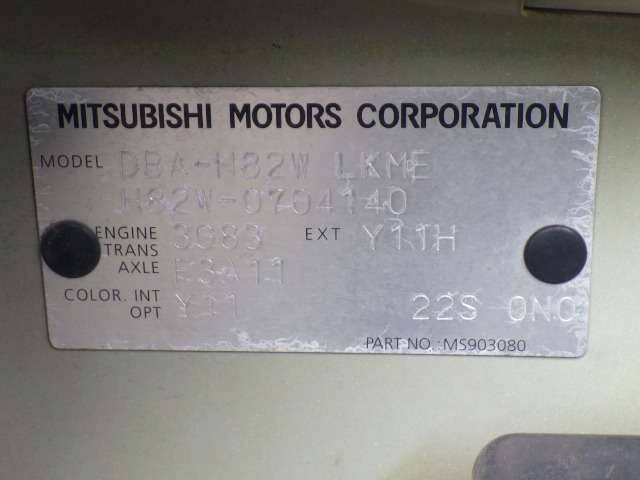 MITSUBISHI MOTORS CORPORATION
MODEL DBA-H82W LKME
H82W-0704140
ENGINE 3G83 EXT Y11H
TRANS
AXLE
COLOR. INT
OPT 22S 0N0
PART NO.:MS903080